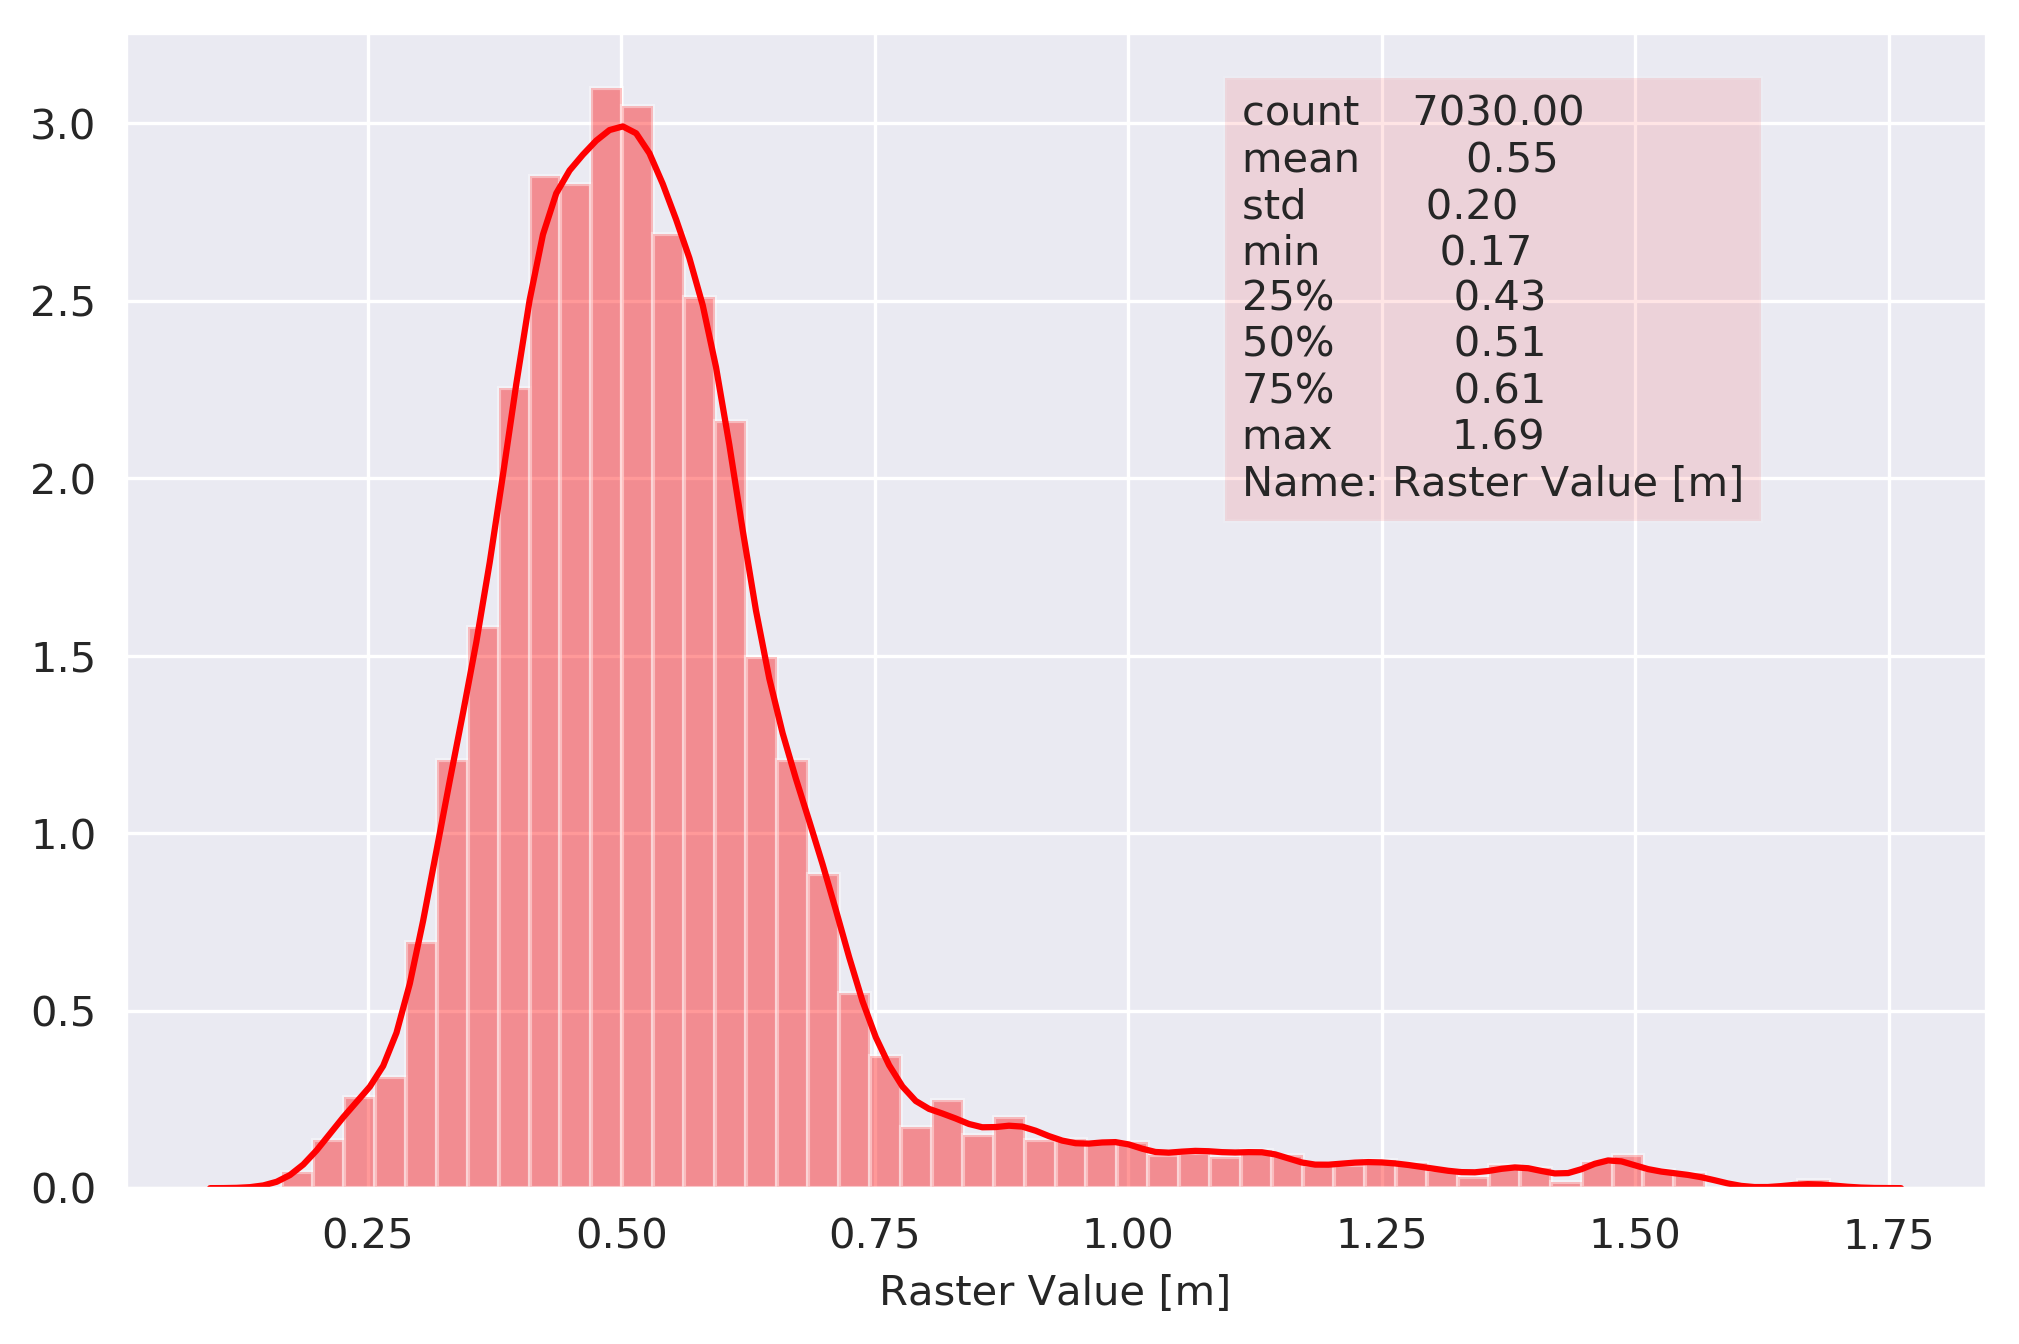 3.0
2.5
2.0
1.5
1.0
0.5
0.0
count 7030.00
mean 0.55
std 0.20
min 0.17
25% 0.43
50% 0.51
75% 0.61
max 1.69
Name: Raster Value [m]
0.25 0.50 0.75 1.00 1.25 1.50 1.75
Raster Value [m]